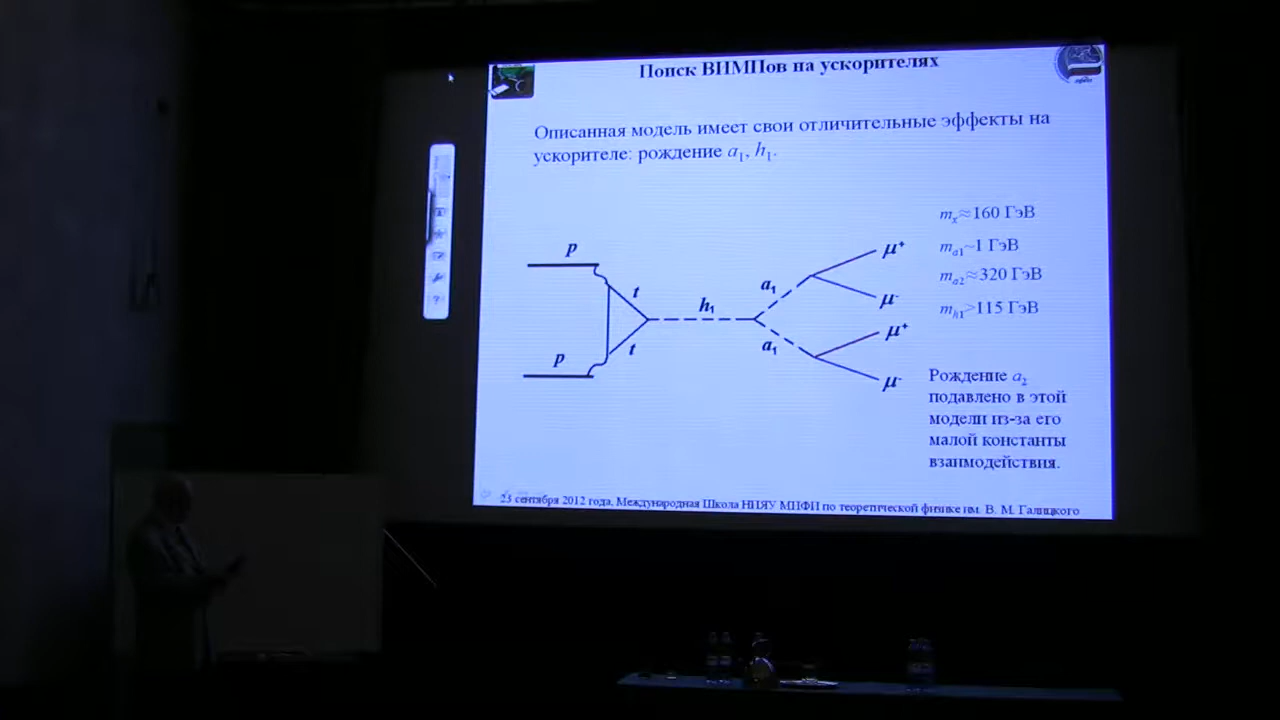 Поиск ВИМПов на ускорителях
Описанная модель имеет свои отличительные эффекты на
ускорителе: рождение a₁, h₁.
mₓ≈160 ГэВ
p
μ⁺
mₐ₁~1 ГэВ
mₐ₂≈320 ГэВ
t
a₁
μ⁻
h₁
m_h₁>115 ГэВ
μ⁺
t
a₁
p
μ⁻
Рождение a₂
подавлено в этой
модели из-за его
малой константы
взаимодействия.
23 сентября 2012 года, Международная Школа НИЯУ МИФИ по теоретической физике им. В. М. Галицкого